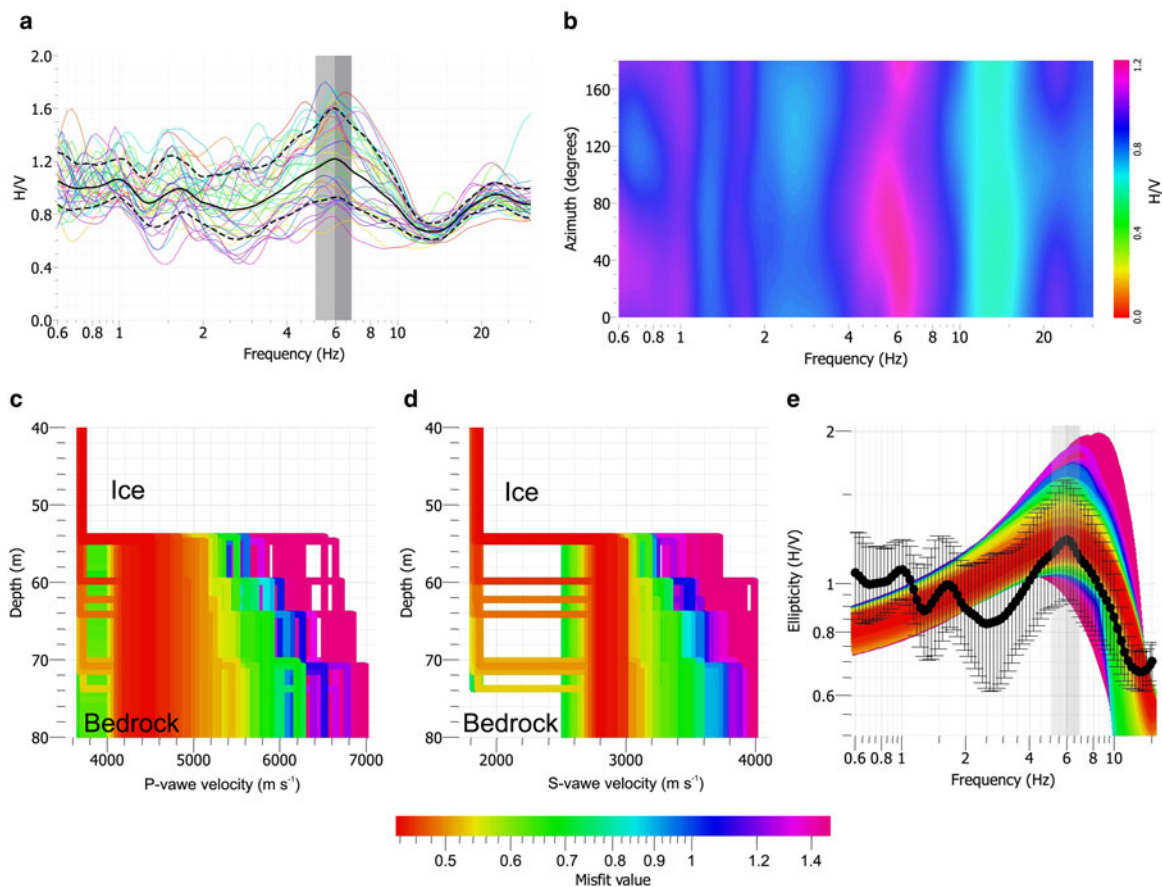 a
2.0
1.6
1.2
0.8
0.4
0.0
H/V
0.6 0.8 1 2 4 6 8 10 20
Frequency (Hz)
b
160
120
80
40
0
Azimuth (degrees)
0.6 0.8 1 2 4 6 8 10 20
Frequency (Hz)
1.2
0.8
0.4
0.0
H/V
c
40
50
60
70
80
Depth (m)
Ice
Bedrock
4000 5000 6000 7000
P-vawe velocity (m s⁻¹)
d
40
50
60
70
80
Depth (m)
Ice
Bedrock
2000 3000 4000
S-vawe velocity (m s⁻¹)
e
2
1
0.8
0.6
Ellipticity (H/V)
0.6 0.8 1 2 4 6 8 10
Frequency (Hz)
0.5 0.6 0.7 0.8 0.9 1 1.2 1.4
Misfit value